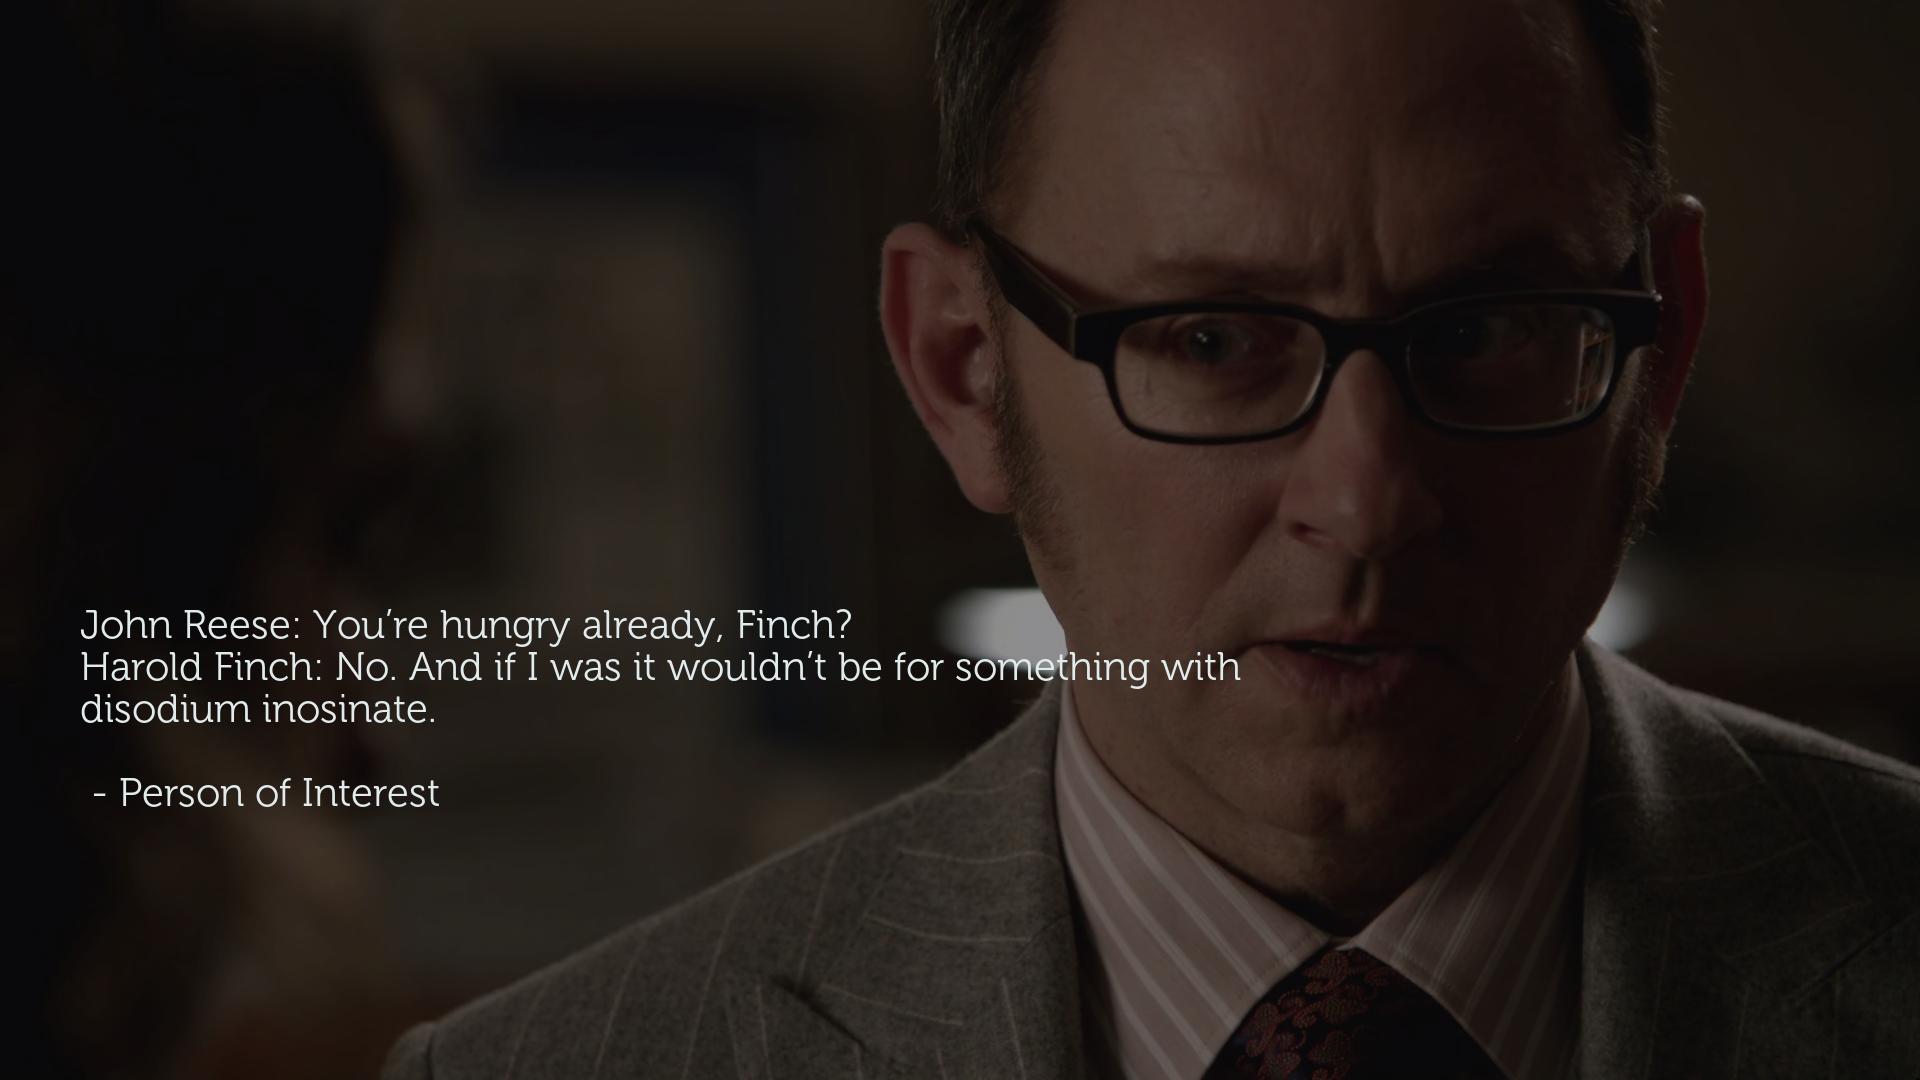 John Reese: You’re hungry already, Finch?
Harold Finch: No. And if I was it wouldn’t be for something with
disodium inosinate.
- Person of Interest